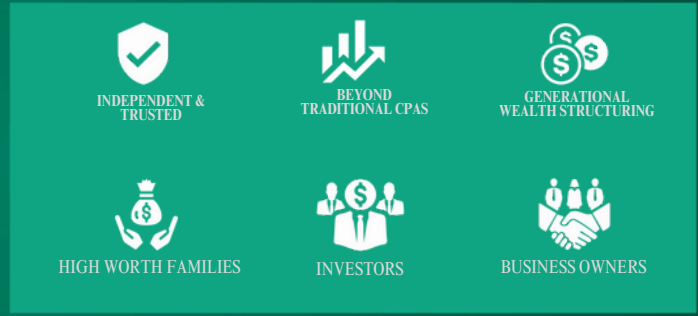 INDEPENDENT &
TRUSTED
BEYOND
TRADITIONAL CPAS
GENERATIONAL
WEALTH STRUCTURING
HIGH WORTH FAMILIES
INVESTORS
BUSINESS OWNERS